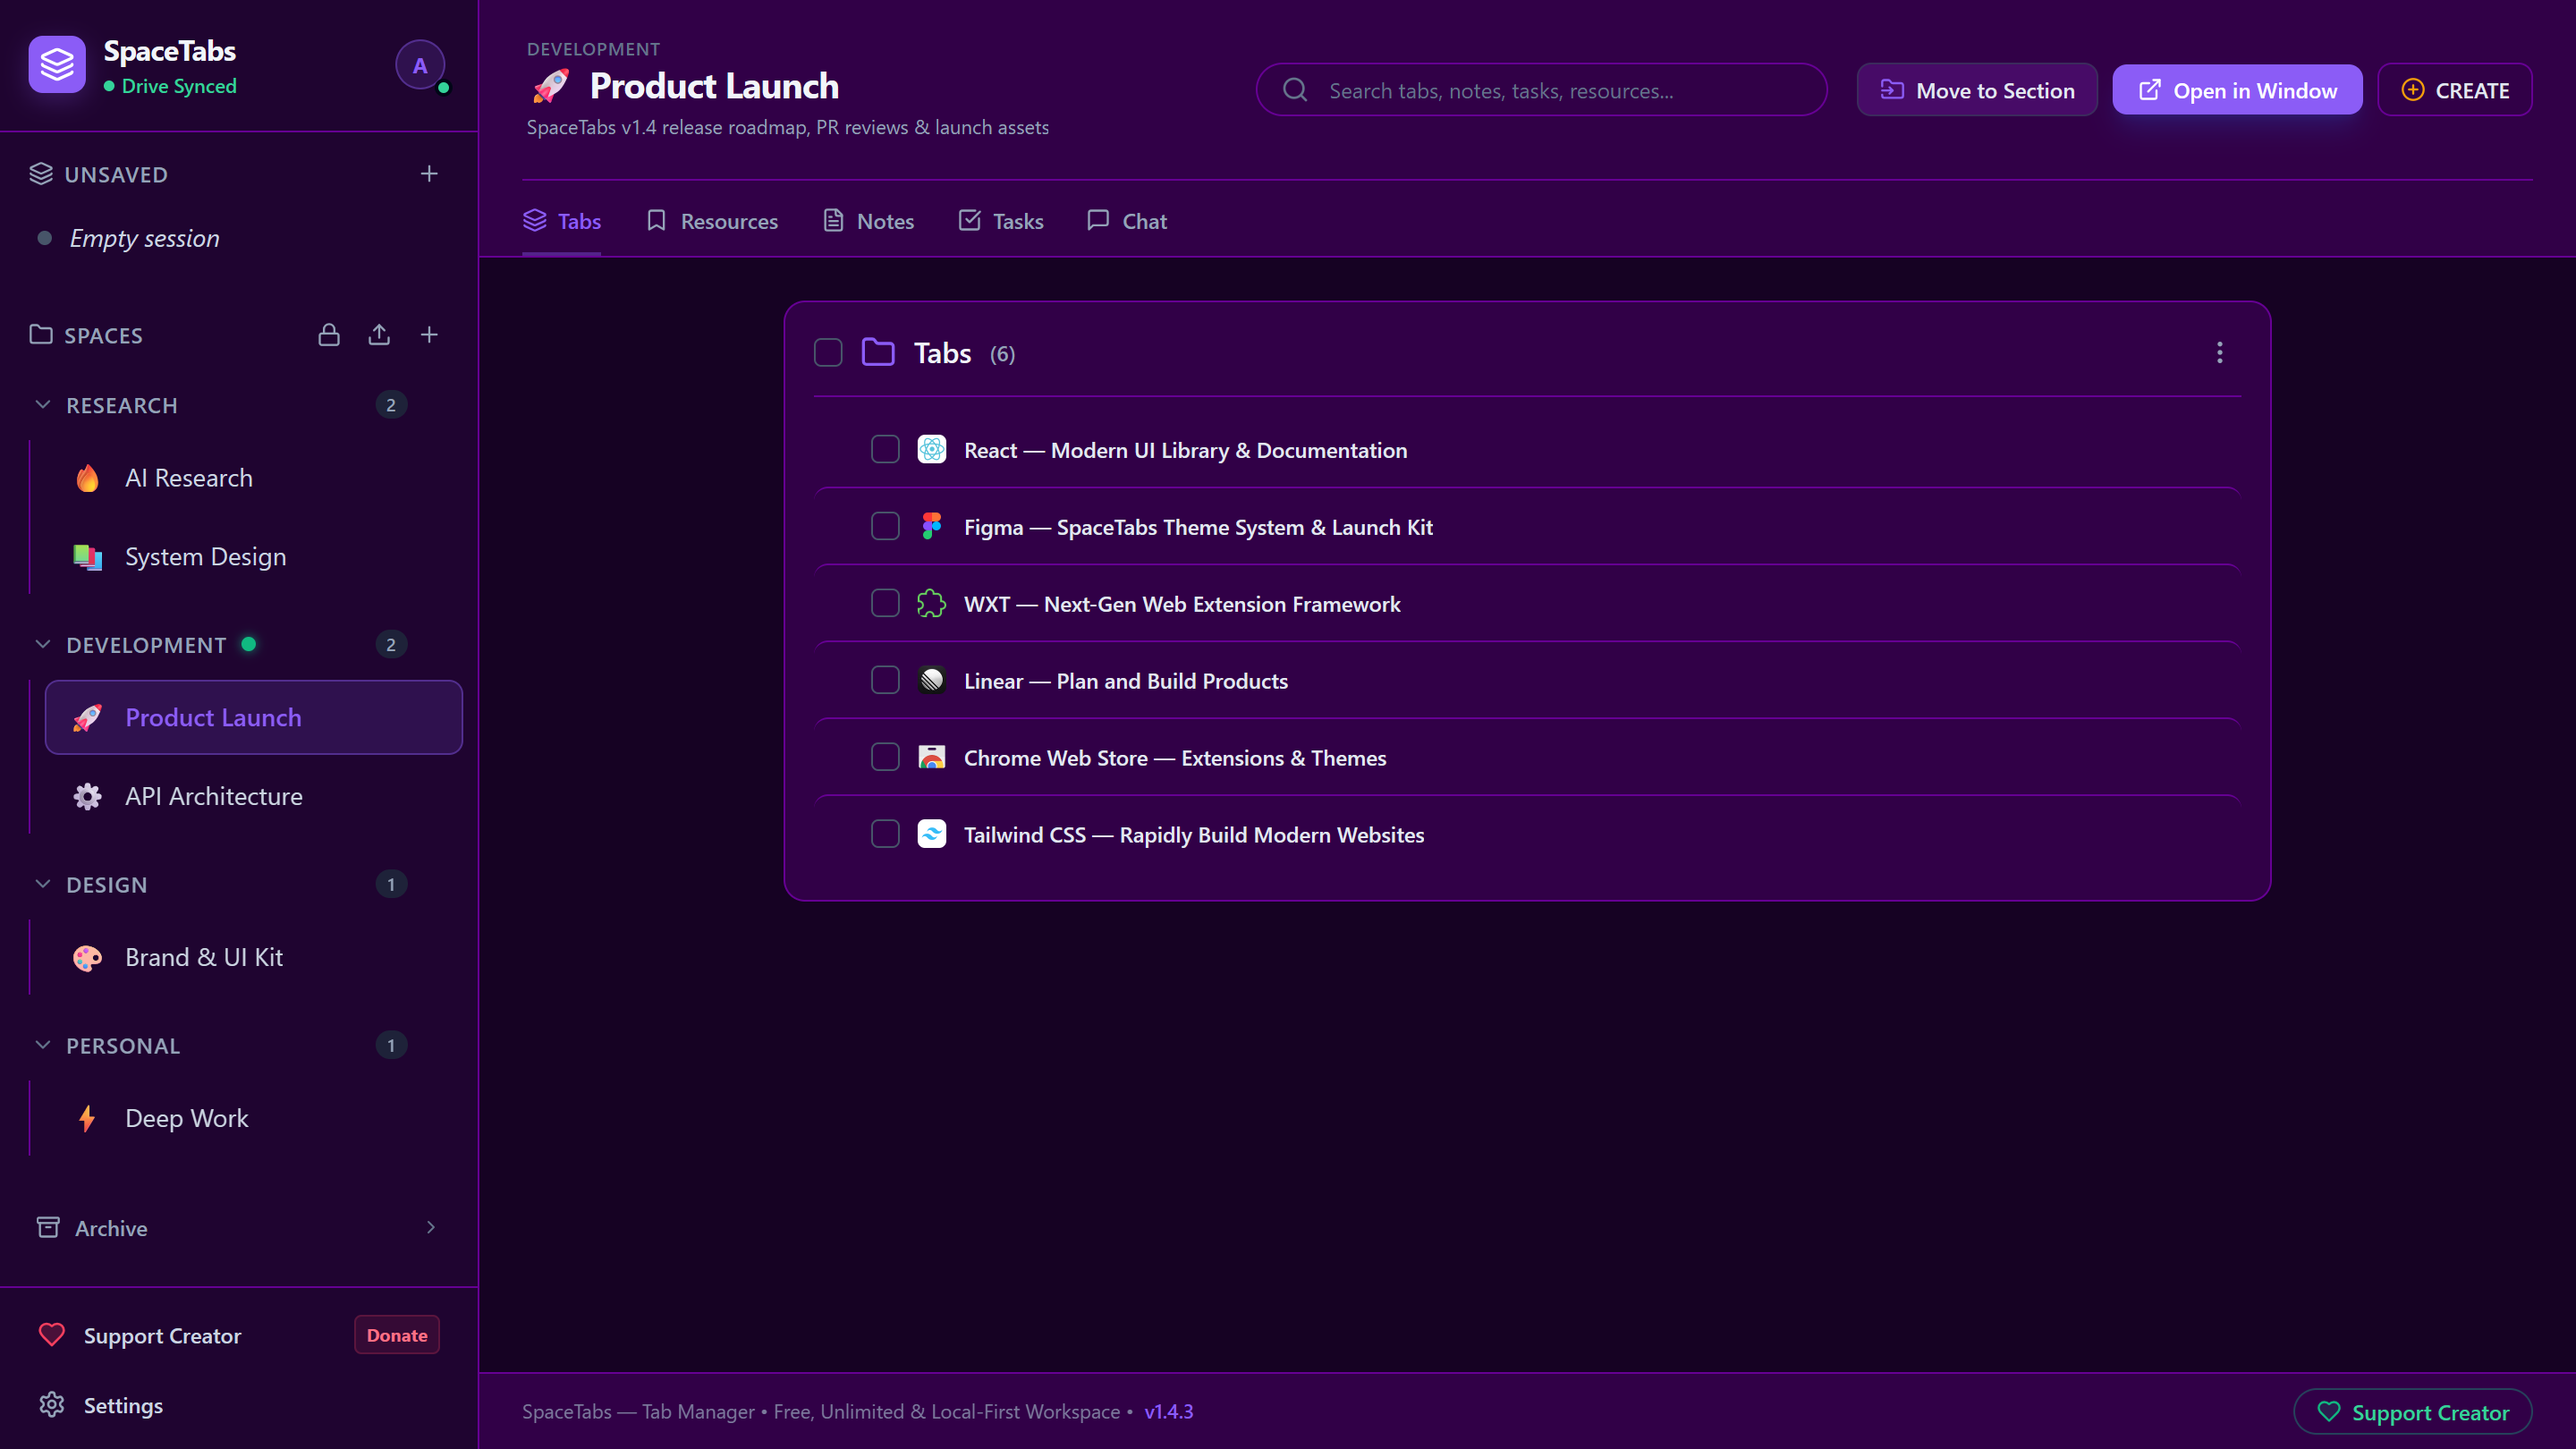 SpaceTabs
Drive Synced
A
UNSAVED
Empty session
SPACES
RESEARCH 2
AI Research
System Design
DEVELOPMENT 2
Product Launch
API Architecture
DESIGN 1
Brand & UI Kit
PERSONAL 1
Deep Work
Archive
Support Creator Donate
Settings
DEVELOPMENT
🚀 Product Launch
SpaceTabs v1.4 release roadmap, PR reviews & launch assets
Search tabs, notes, tasks, resources...
Move to Section
Open in Window
CREATE
Tabs Resources Notes Tasks Chat
Tabs (6)
React — Modern UI Library & Documentation
Figma — SpaceTabs Theme System & Launch Kit
WXT — Next-Gen Web Extension Framework
Linear — Plan and Build Products
Chrome Web Store — Extensions & Themes
Tailwind CSS — Rapidly Build Modern Websites
SpaceTabs — Tab Manager • Free, Unlimited & Local-First Workspace • v1.4.3
Support Creator